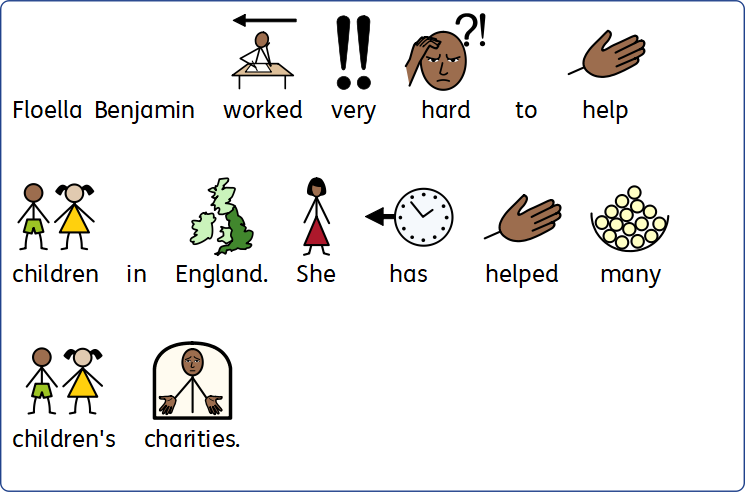 Floella Benjamin worked very hard to help
children in England. She has helped many
children's charities.